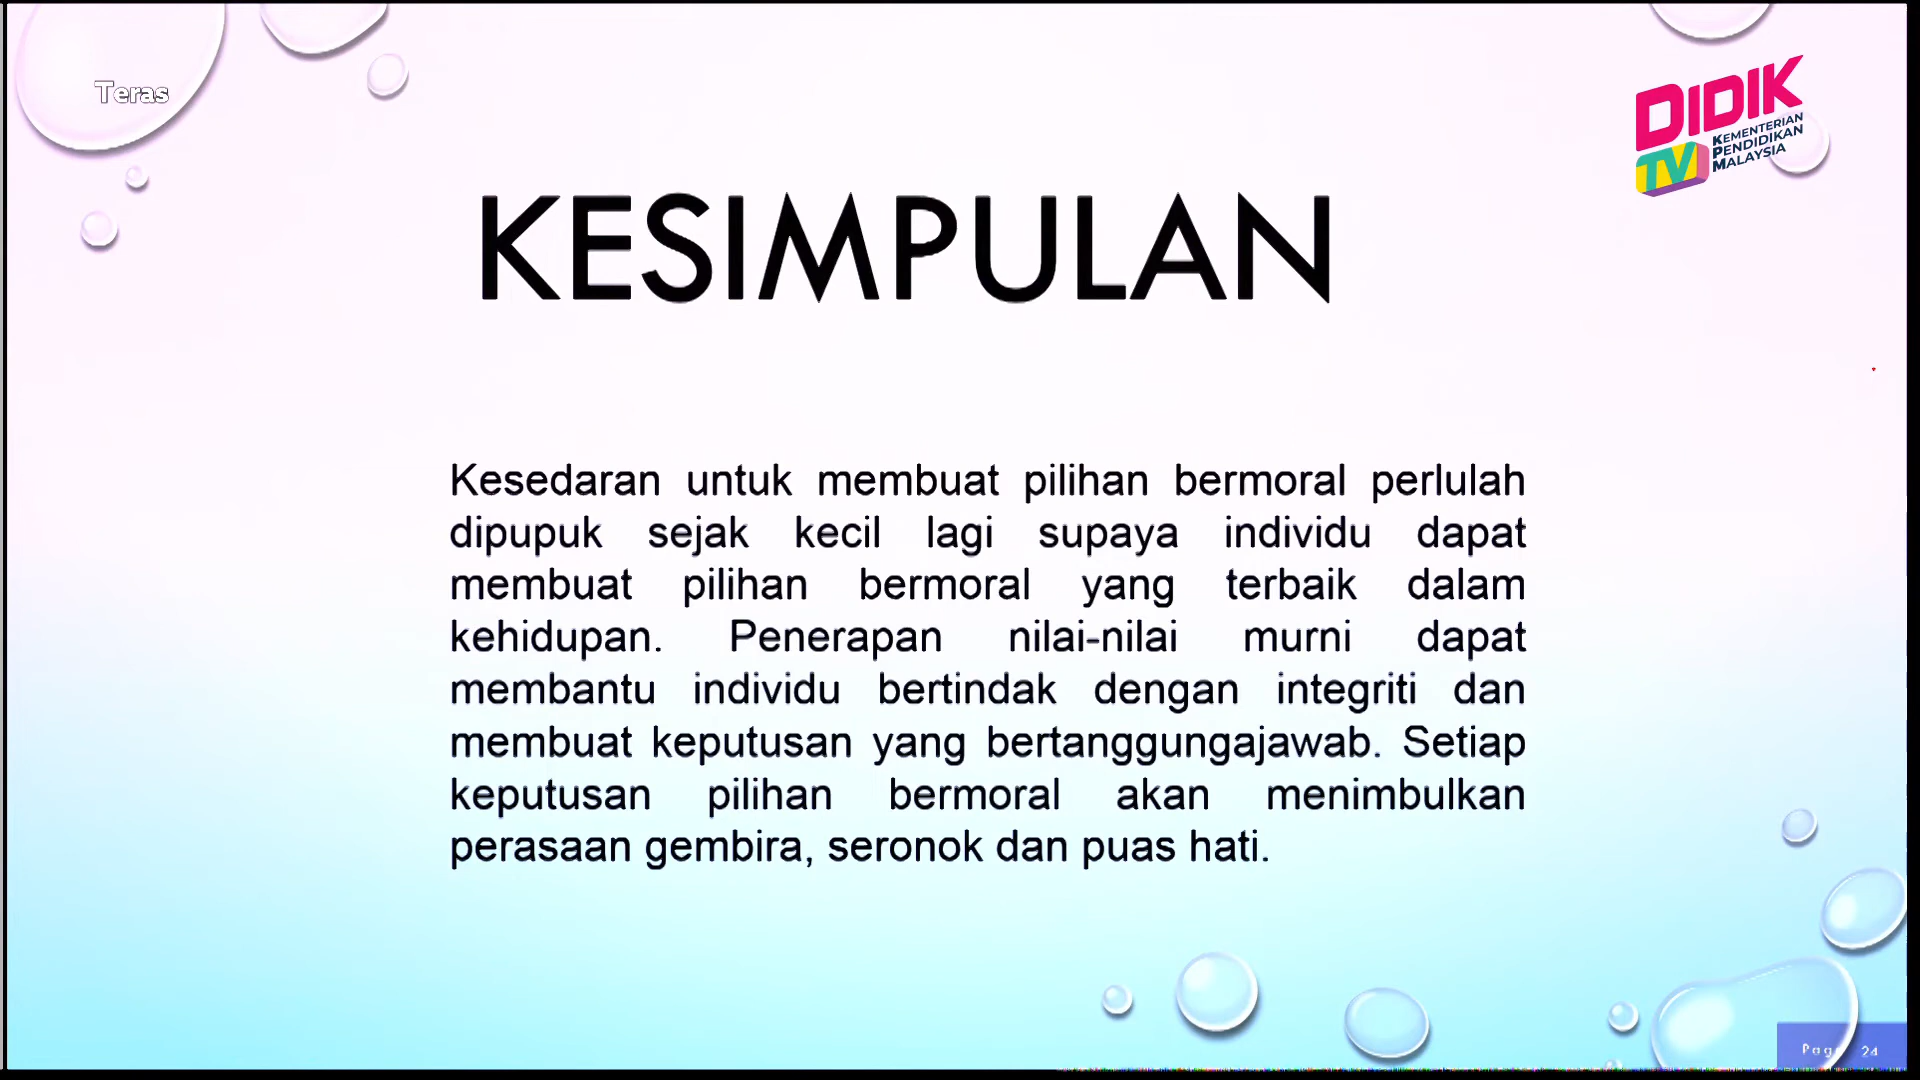 Teras
DIDIK
TV
KEMENTERIAN
PENDIDIKAN
MALAYSIA
KESIMPULAN
Kesedaran untuk membuat pilihan bermoral perlulah
dipupuk sejak kecil lagi supaya individu dapat
membuat pilihan bermoral yang terbaik dalam
kehidupan. Penerapan nilai-nilai murni dapat
membantu individu bertindak dengan integriti dan
membuat keputusan yang bertanggungajawab. Setiap
keputusan pilihan bermoral akan menimbulkan
perasaan gembira, seronok dan puas hati.
Page 24